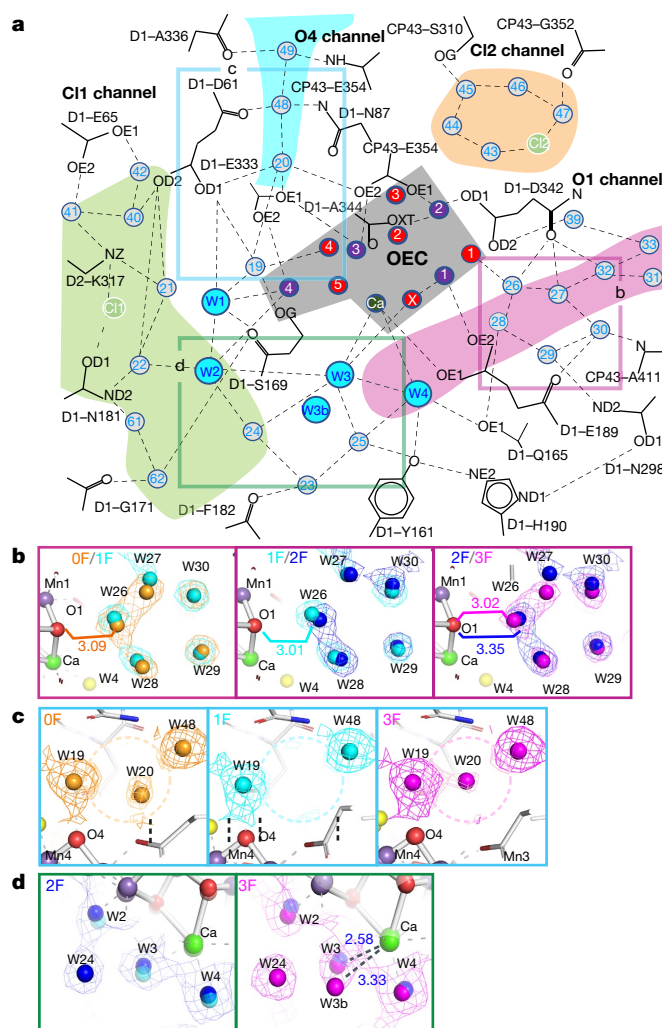 a
D1–A336
O4 channel
CP43–S310
CP43–G352
O
49
NH
OG
O
Cl2 channel
c
D1–D61
CP43–E354
45
46
Cl1 channel
O
48
N
D1–N87
44
47
D1–E65
OE1
O
CP43–E354
43
Cl2
OE2
42
OD2
D1–E333
20
O1 channel
OD1
OE1
OE2
3
OE1
OD1
D1–D342
N
41
40
D1–A344
OXT
2
39
OE2
O
2
OD2
O
33
NZ
19
4
3
OEC
1
32
31
D2–K317
21
4
5
26
27
b
Cl1
W1
OG
Ca
X
1
28
30
OD1
22
d
W2
O
OE2
29
N
ND2
D1–S169
W3
W4
OE1
O
CP43–A411
D1–N181
61
W3b
ND2
24
25
OE1
D1–E189
OD1
62
D1–Q165
O
O
23
O
NE2
D1–N298
D1–G171
D1–F182
ND1
D1–Y161
D1–H190
b
0F/1F
W27
1F/2F
W27
2F/3F
W27
W30
W30
W30
Mn1
W26
Mn1
W26
Mn1
W26
O1
O1
3.02
3.09
3.01
O1
3.35
Ca
W29
Ca
W29
Ca
W29
W4
W28
W4
W28
W4
W28
c
0F
W48
1F
W48
3F
W48
W19
W20
W19
W19
W20
O4
O4
O4
Mn4
Mn4
Mn4
Mn3
d
2F
3F
W2
W2
Ca
Ca
W3
W3
2.58
W24
W24
3.33
W4
W4
W3b